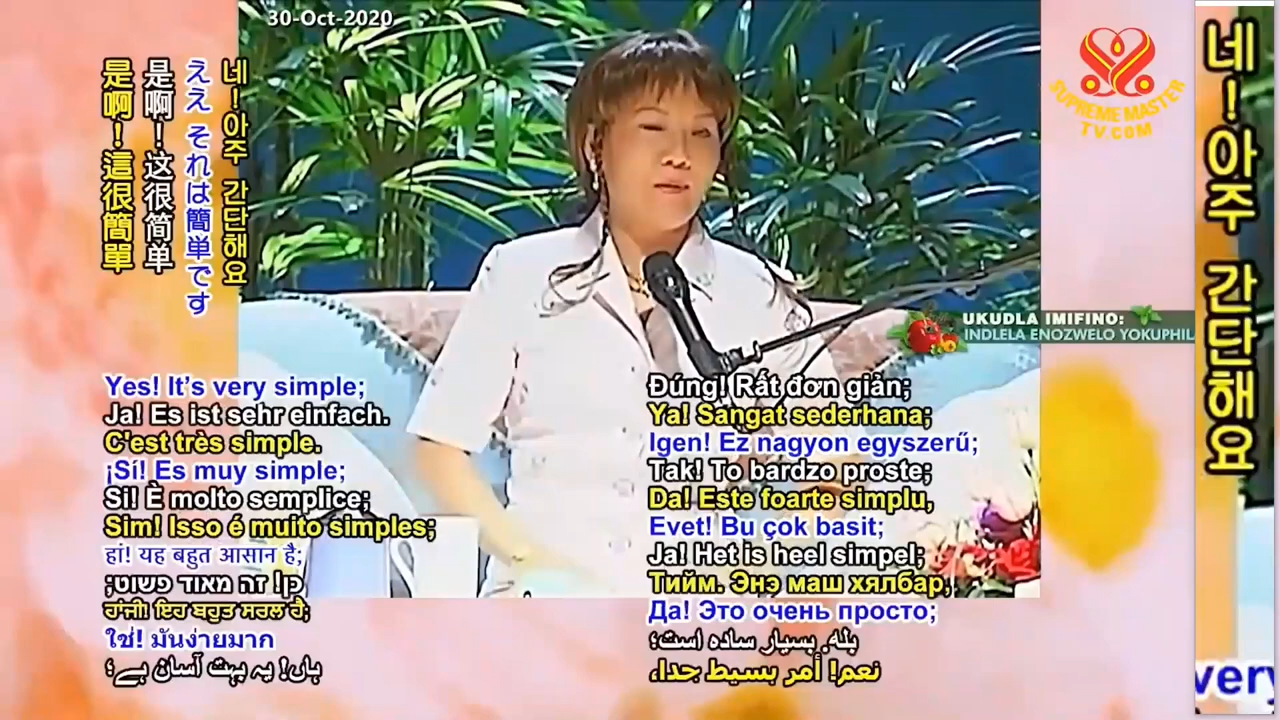 30-Oct-2020
SUPREME MASTER
TV.COM
네!아주 간단해요
ええ それは簡単です
是啊!这很简单
是啊!這很簡單
UKUDLA IMIFINO:
INDLELA ENOZWELO YOKUPHIL
Yes! It’s very simple;
Ja! Es ist sehr einfach.
C'est très simple.
¡Sí! Es muy simple;
Si! È molto semplice;
Sim! Isso é muito simples;
हां! यह बहुत आसान है;
כן! זה מאוד פשוט;
ਹਾਂਜੀ! ਇਹ ਬਹੁਤ ਸਰਲ ਹੈ;
ใช่! มันง่ายมาก
ہاں! یہ بہت آسان ہے؛
Đúng! Rất đơn giản;
Ya! Sangat sederhana;
Igen! Ez nagyon egyszerű;
Tak! To bardzo proste;
Da! Este foarte simplu,
Evet! Bu çok basit;
Ja! Het is heel simpel;
Тийм. Энэ маш хялбар,
Да! Это очень просто;
بله. بسیار ساده است؛
نعم! أمر بسيط جدا،
네!아주 간단해요
very